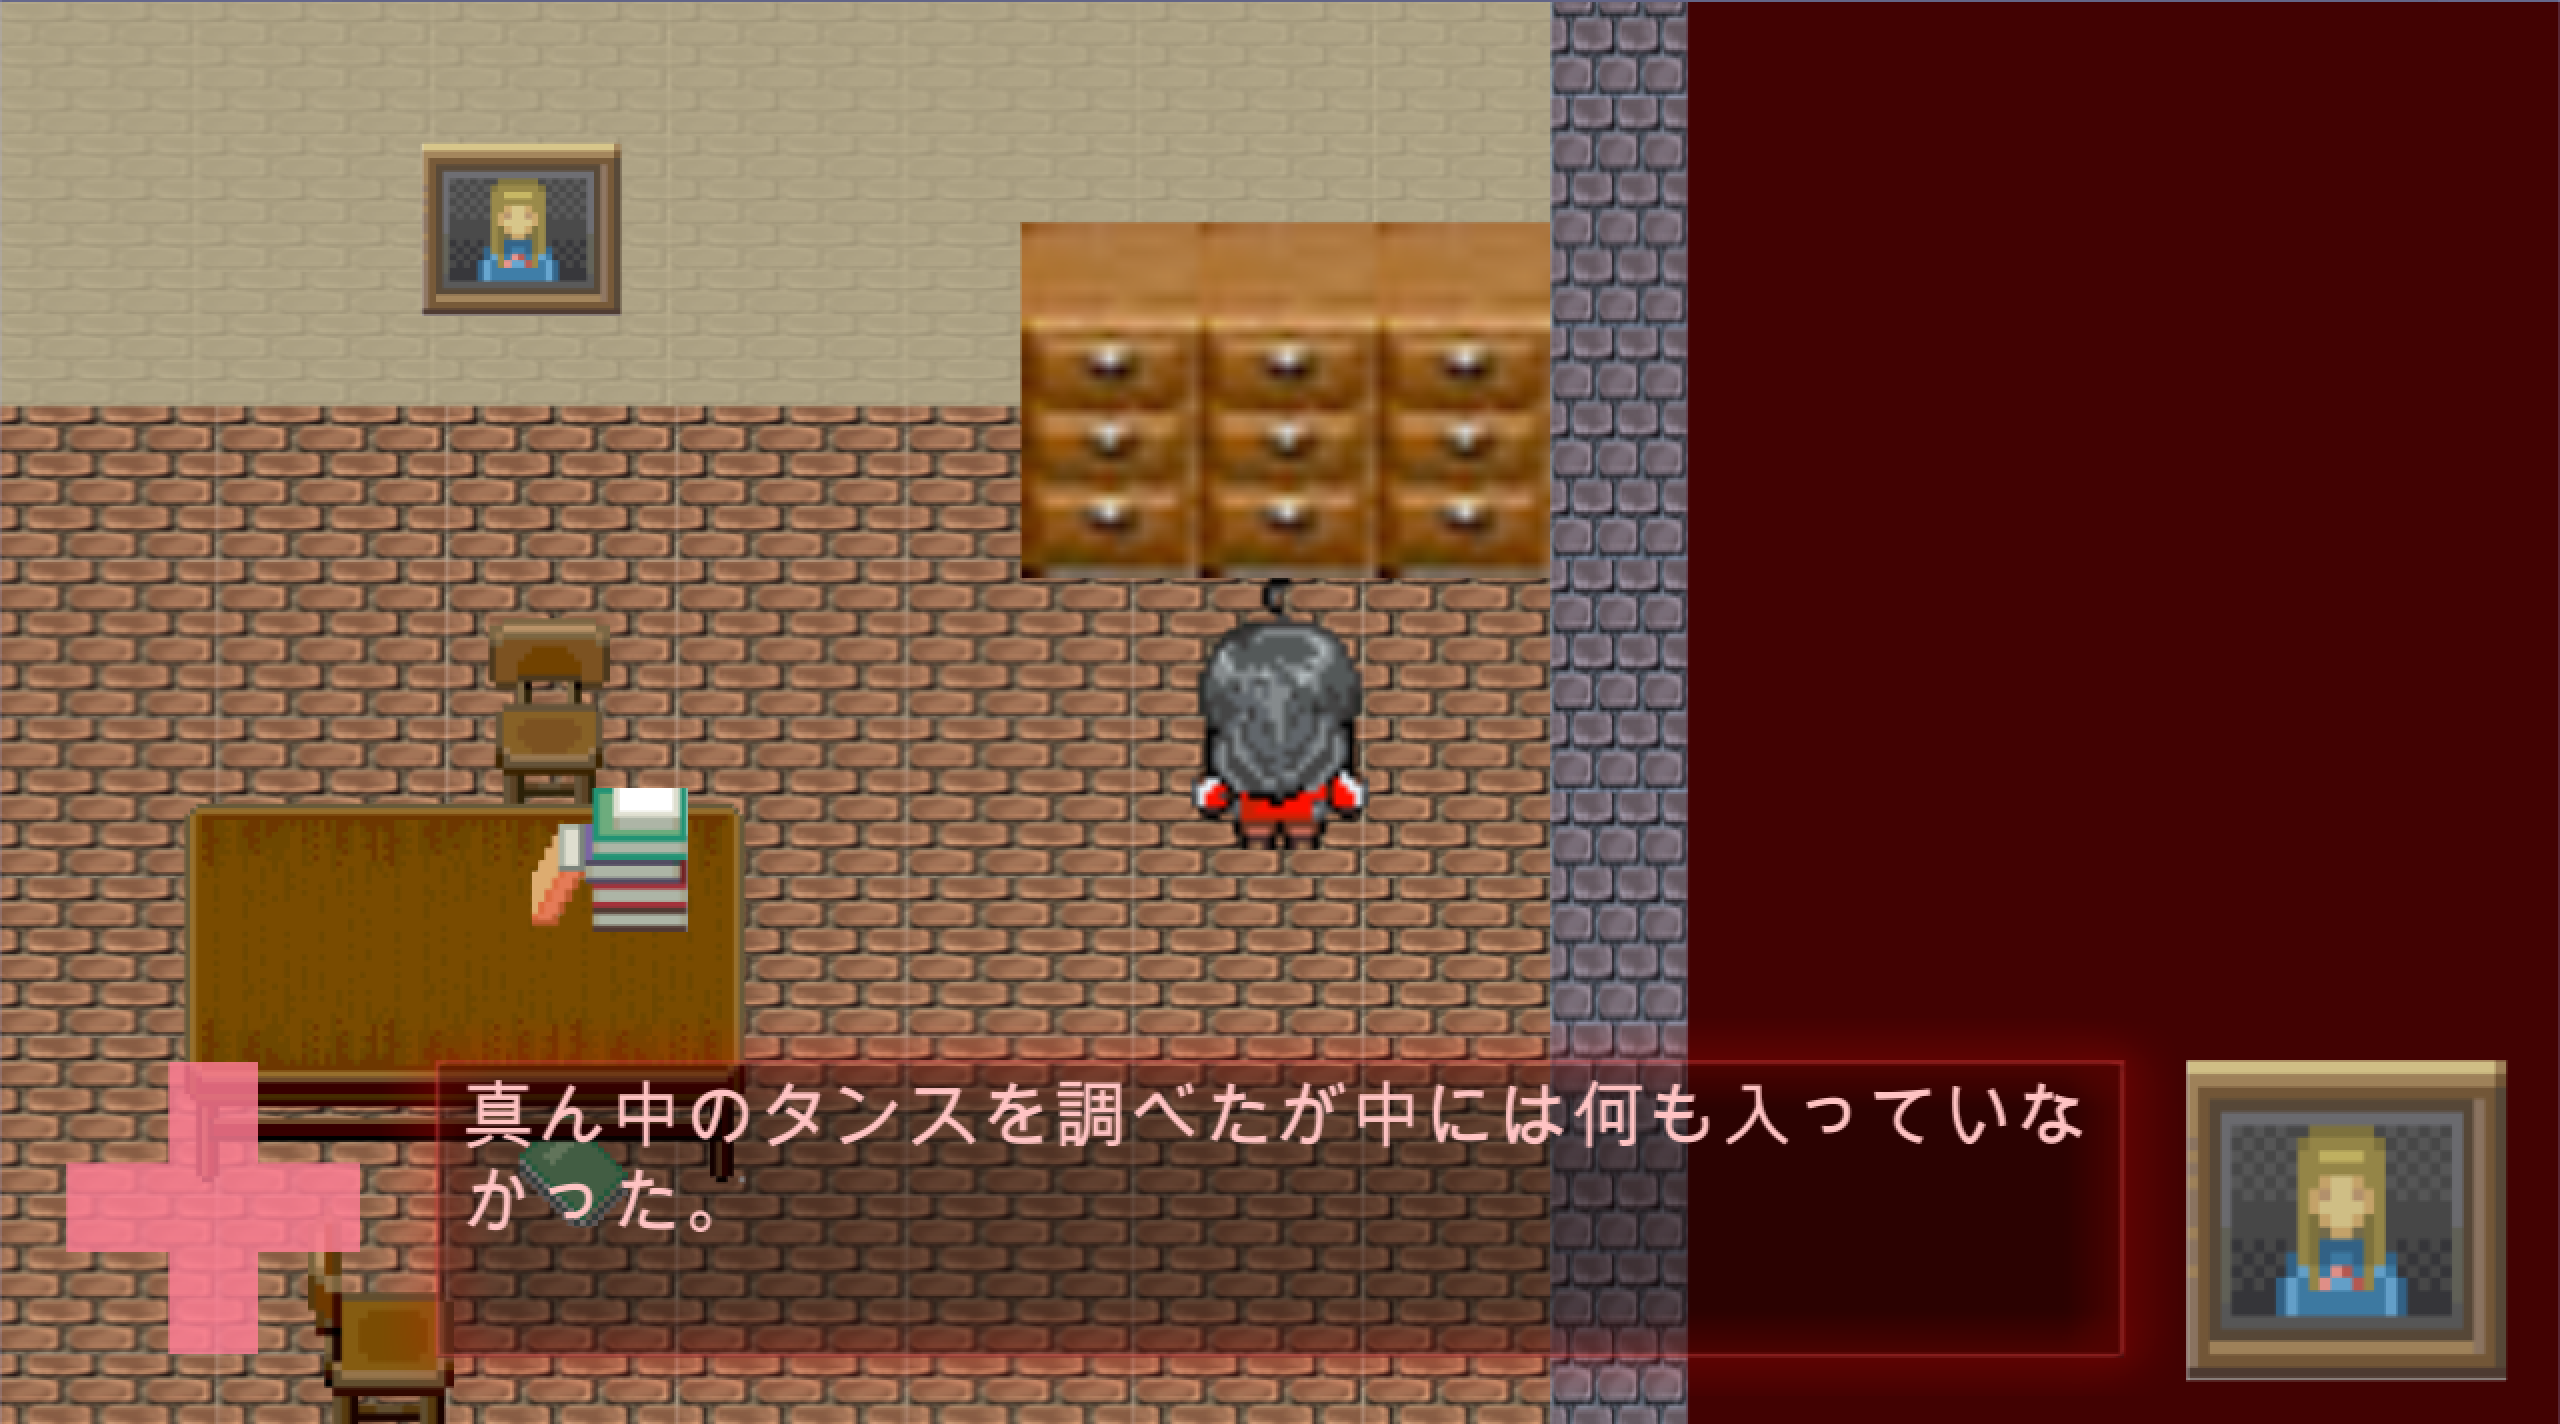 真ん中のタンスを調べたが中には何も入っていな
かった。